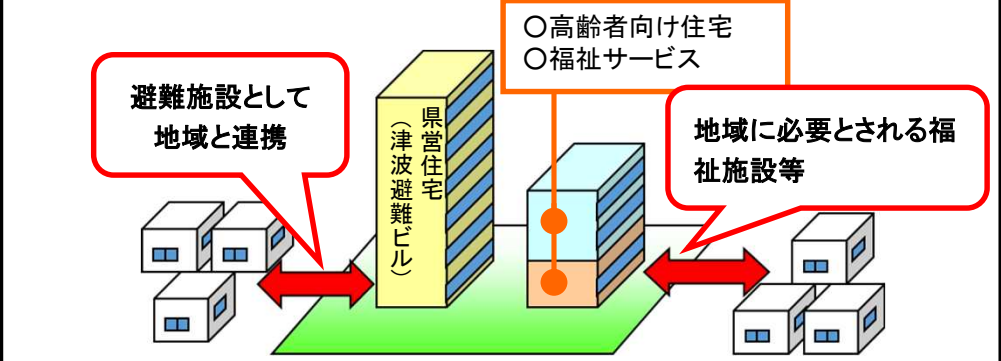 〇高齢者向け住宅
〇福祉サービス
避難施設として
地域と連携
県営住宅
（津波避難ビル）
地域に必要とされる福
祉施設等